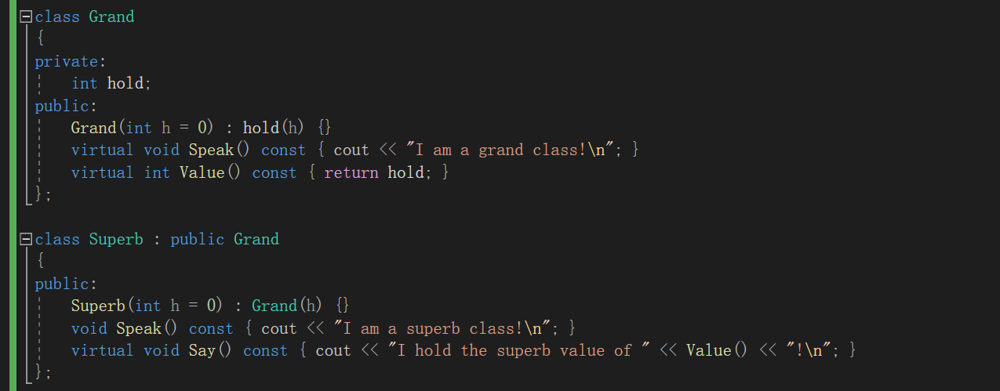 class Grand
{
private:
    int hold;
public:
    Grand(int h = 0) : hold(h) {}
    virtual void Speak() const { cout << "I am a grand class!\n"; }
    virtual int Value() const { return hold; }
};

class Superb : public Grand
{
public:
    Superb(int h = 0) : Grand(h) {}
    void Speak() const { cout << "I am a superb class!\n"; }
    virtual void Say() const { cout << "I hold the superb value of " << Value() << "!\n"; }
};